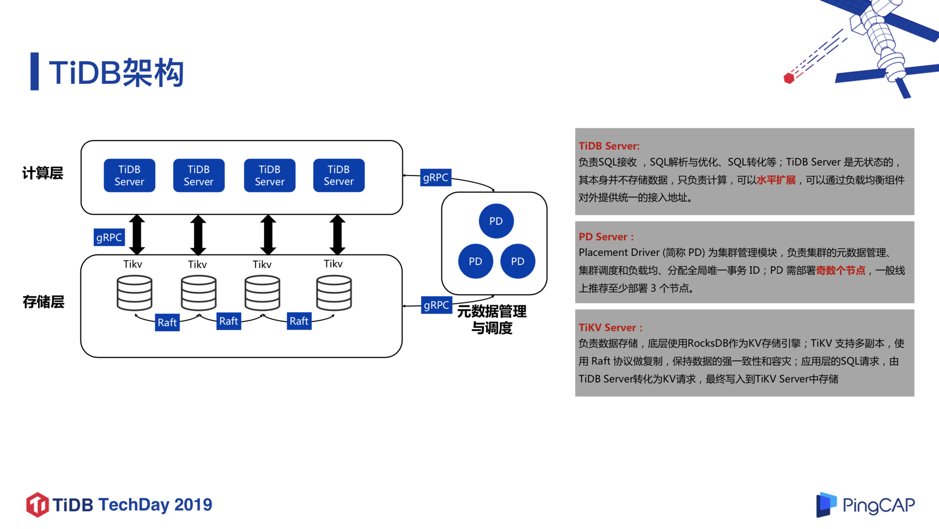 TiDB架构
计算层
TiDB Server
TiDB Server
TiDB Server
TiDB Server
gRPC
gRPC
PD
PD
PD
元数据管理
与调度
gRPC
存储层
Tikv
Tikv
Tikv
Tikv
Raft
Raft
Raft
TiDB Server:
负责SQL接收 ，SQL解析与优化、SQL转化等；TiDB Server 是无状态的，
其本身并不存储数据，只负责计算，可以水平扩展，可以通过负载均衡组件
对外提供统一的接入地址。
PD Server：
Placement Driver (简称 PD) 为集群管理模块，负责集群的元数据管理、
集群调度和负载均、分配全局唯一事务 ID；PD 需部署奇数个节点，一般线
上推荐至少部署 3 个节点。
TiKV Server：
负责数据存储，底层使用RocksDB作为KV存储引擎；TiKV 支持多副本，使
用 Raft 协议做复制，保持数据的强一致性和容灾；应用层的SQL请求，由
TiDB Server转化为KV请求，最终写入到TiKV Server中存储
TiDB TechDay 2019
PingCAP